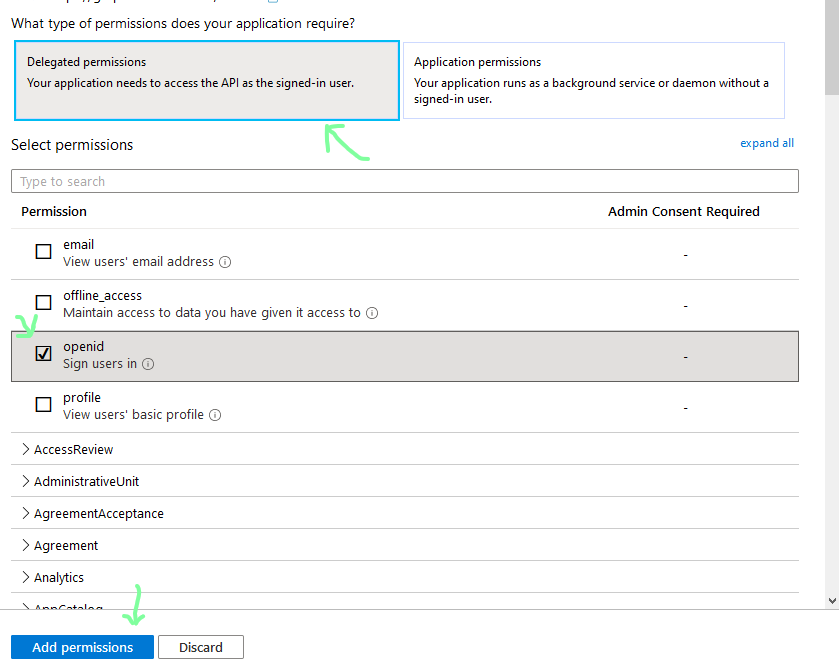 What type of permissions does your application require?
Delegated permissions
Your application needs to access the API as the signed-in user.
Application permissions
Your application runs as a background service or daemon without a
signed-in user.
Select permissions
expand all
Type to search
Permission
Admin Consent Required
email
View users' email address
-
offline_access
Maintain access to data you have given it access to
-
openid
Sign users in
-
profile
View users' basic profile
-
AccessReview
AdministrativeUnit
AgreementAcceptance
Agreement
Analytics
AppCatalog
Add permissions
Discard